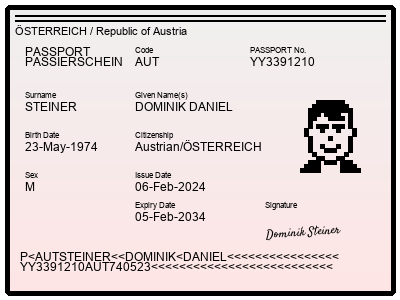 ÖSTERREICH / Republic of Austria
PASSPORT Code PASSPORT No.
PASSIERSCHEIN AUT YY3391210
Surname Given Name(s)
STEINER DOMINIK DANIEL
Birth Date Citizenship
23-May-1974 Austrian/ÖSTERREICH
Sex Issue Date
M 06-Feb-2024
Expiry Date Signature
05-Feb-2034
Dominik Steiner
P<AUTSTEINER<<DOMINIK<DANIEL<<<<<<<<<<<<<<<<
YY3391210AUT740523<<<<<<<<<<<<<<<<<<<<<<<<<<